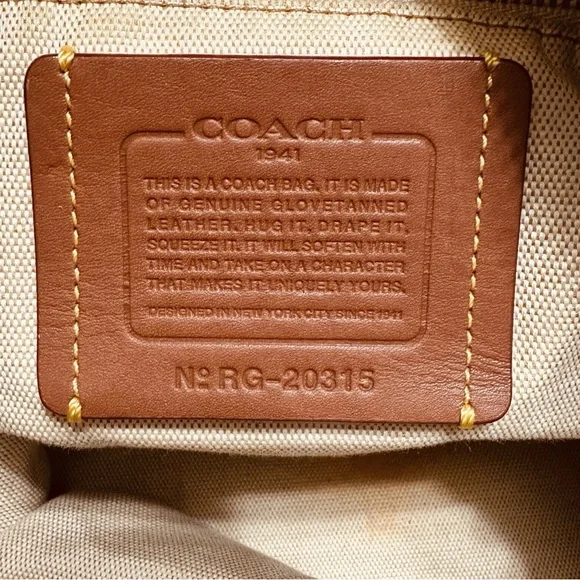 COACH
1941
THIS IS A COACH BAG. IT IS MADE
OF GENUINE GLOVETANNED
LEATHER. HUG IT. DRAPE IT.
SQUEEZE IT. IT WILL SOFTEN WITH
TIME AND TAKE ON A CHARACTER
THAT MAKES IT UNIQUELY YOURS.
DESIGNED IN NEW YORK CITY SINCE 1941
Nº RG-20315